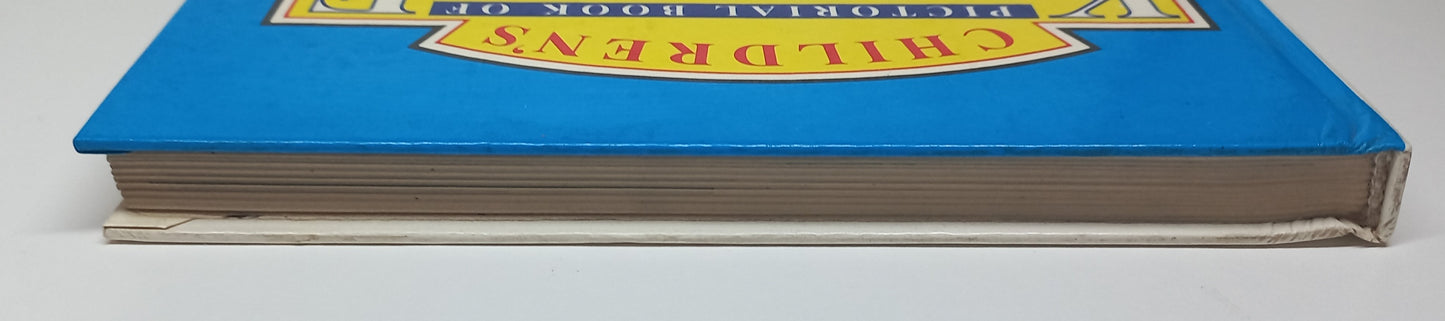 CHILDREN'S
PICTORIAL BOOK OF